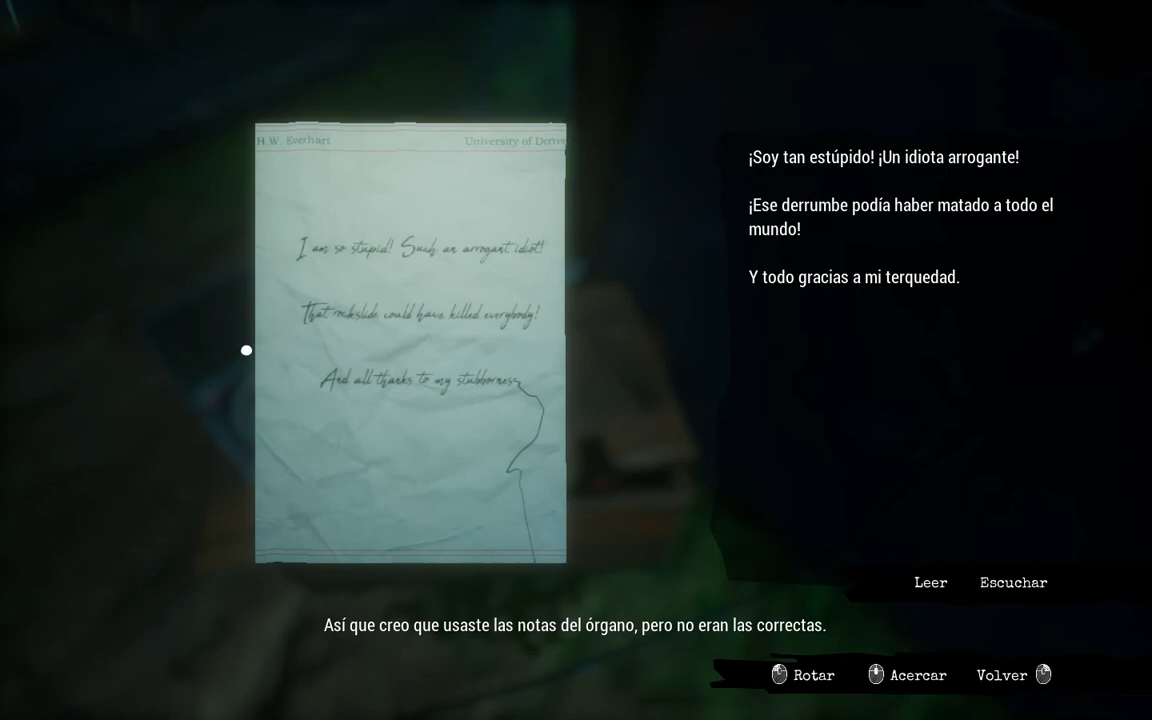 H.W. Everhart
University of Denve
I am so stupid! Such an arrogant idiot!
That rockslide could have killed everybody!
And all thanks to my stubborness
¡Soy tan estúpido! ¡Un idiota arrogante!
¡Ese derrumbe podía haber matado a todo el
mundo!
Y todo gracias a mi terquedad.
Leer
Escuchar
Así que creo que usaste las notas del órgano, pero no eran las correctas.
Rotar
Acercar
Volver